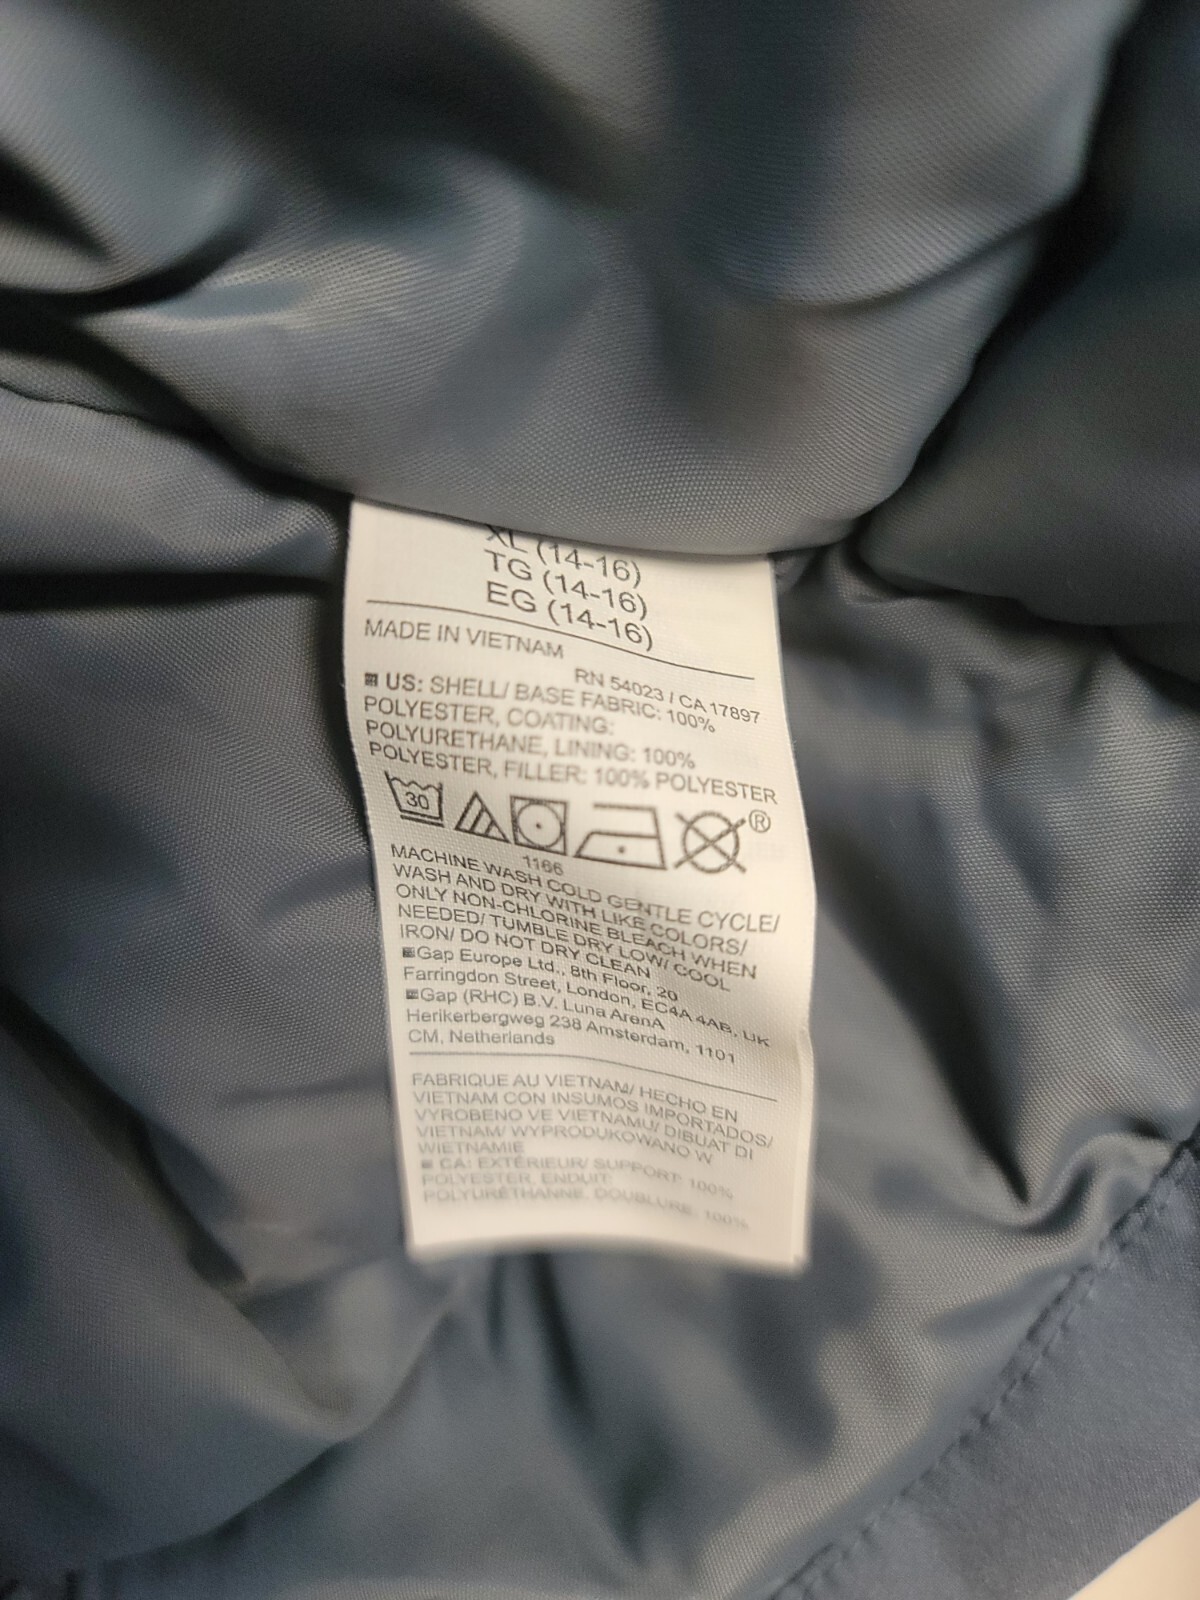 XL (14-16)
TG (14-16)
EG (14-16)
MADE IN VIETNAM
RN 54023 / CA 17897
US: SHELL/ BASE FABRIC: 100%
POLYESTER, COATING:
POLYURETHANE, LINING: 100%
POLYESTER, FILLER: 100% POLYESTER
30
®
1166
MACHINE WASH COLD GENTLE CYCLE/
WASH AND DRY WITH LIKE COLORS/
ONLY NON-CHLORINE BLEACH WHEN
NEEDED/ TUMBLE DRY LOW/ COOL
IRON/ DO NOT DRY CLEAN
Gap Europe Ltd., 8th Floor, 20
Farringdon Street, London, EC4A 4AB, UK
Gap (RHC) B.V. Luna ArenA
Herikerbergweg 238 Amsterdam, 1101
CM, Netherlands
FABRIQUE AU VIETNAM/ HECHO EN
VIETNAM CON INSUMOS IMPORTADOS/
VYROBENO VE VIETNAMU/ DIBUAT DI
VIETNAM/ WYPRODUKOWANO W
WIETNAMIE
CA: EXTÉRIEUR/ SUPPORT: 100%
POLYESTER, ENDUIT:
POLYURÉTHANNE, DOUBLURE: 100%